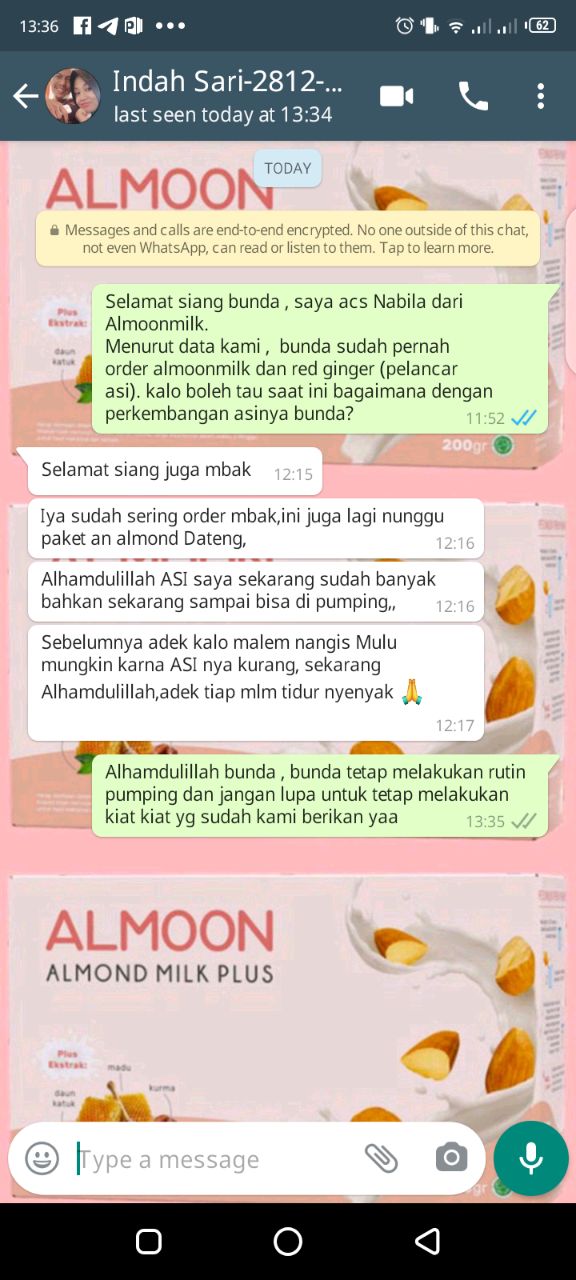 13:36
62
Indah Sari-2812-...
last seen today at 13:34
TODAY
ALMOON
Messages and calls are end-to-end encrypted. No one outside of this chat,
not even WhatsApp, can read or listen to them. Tap to learn more.
Plus
Ekstrak:
daun
katuk
Selamat siang bunda , saya acs Nabila dari
Almoonmilk.
Menurut data kami , bunda sudah pernah
order almoonmilk dan red ginger (pelancar
asi). kalo boleh tau saat ini bagaimana dengan
perkembangan asinya bunda?
11:52
200gr
Selamat siang juga mbak
12:15
Iya sudah sering order mbak,ini juga lagi nunggu
paket an almond Dateng,
12:16
Alhamdulillah ASI saya sekarang sudah banyak
bahkan sekarang sampai bisa di pumping,,
12:16
Sebelumnya adek kalo malem nangis Mulu
mungkin karna ASI nya kurang, sekarang
Alhamdulillah,adek tiap mlm tidur nyenyak 🙏
12:17
Alhamdulillah bunda , bunda tetap melakukan rutin
pumping dan jangan lupa untuk tetap melakukan
kiat kiat yg sudah kami berikan yaa
13:35
ALMOON
ALMOND MILK PLUS
Plus
Ekstrak:
madu
kurma
daun
katuk
Type a message
gr